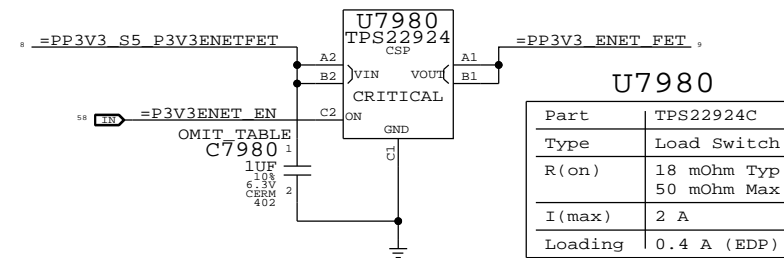 U7980
TPS22924
CSP
8 =PP3V3_S5_P3V3ENETFET
=PP3V3_ENET_FET 9
A2
B2
VIN
VOUT
A1
B1
CRITICAL
58 IN =P3V3ENET_EN
C2
ON
GND
C1
OMIT_TABLE
C7980 1
1UF
10%
6.3V
CERM 2
402
U7980
Part TPS22924C
Type Load Switch
R(on) 18 mOhm Typ
50 mOhm Max
I(max) 2 A
Loading 0.4 A (EDP)